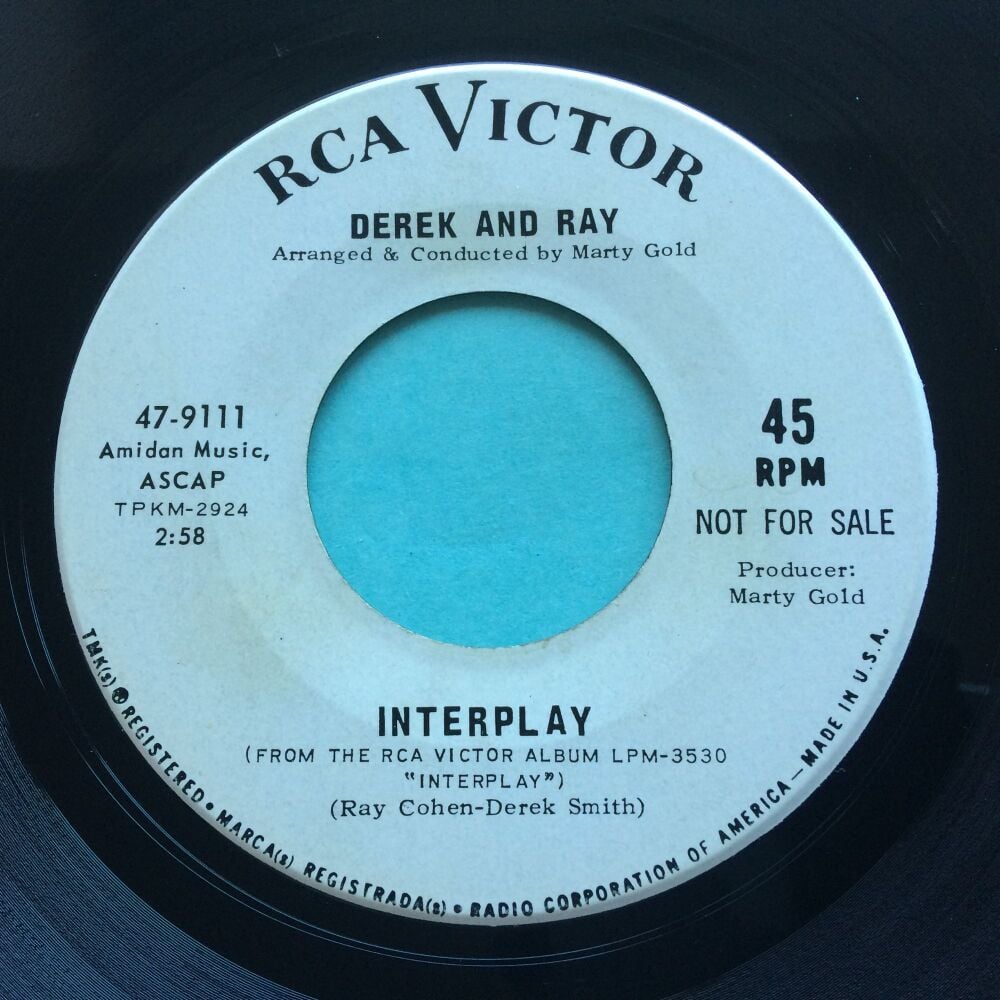 RCA VICTOR
DEREK AND RAY
Arranged & Conducted by Marty Gold
47-9111
Amidan Music,
ASCAP
TPKM-2924
2:58
45
RPM
NOT FOR SALE
Producer:
Marty Gold
INTERPLAY
(FROM THE RCA VICTOR ALBUM LPM-3530
"INTERPLAY")
(Ray Cohen-Derek Smith)
TMK(s) ® REGISTERED • MARCA(s) REGISTRADA(s) • RADIO CORPORATION OF AMERICA — MADE IN U.S.A.